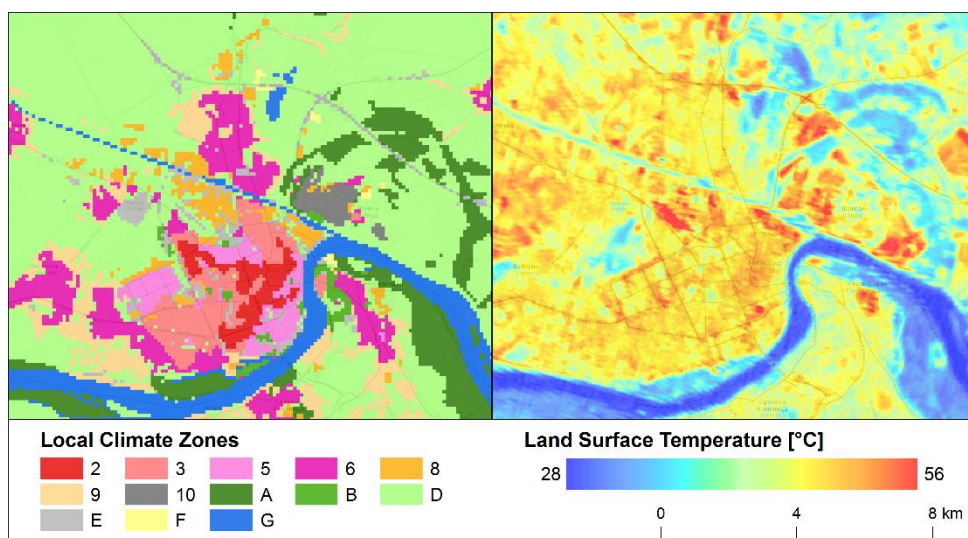 Local Climate Zones
2 3 5 6 8
9 10 A B D
E F G
Land Surface Temperature [°C]
28 56
0 4 8 km